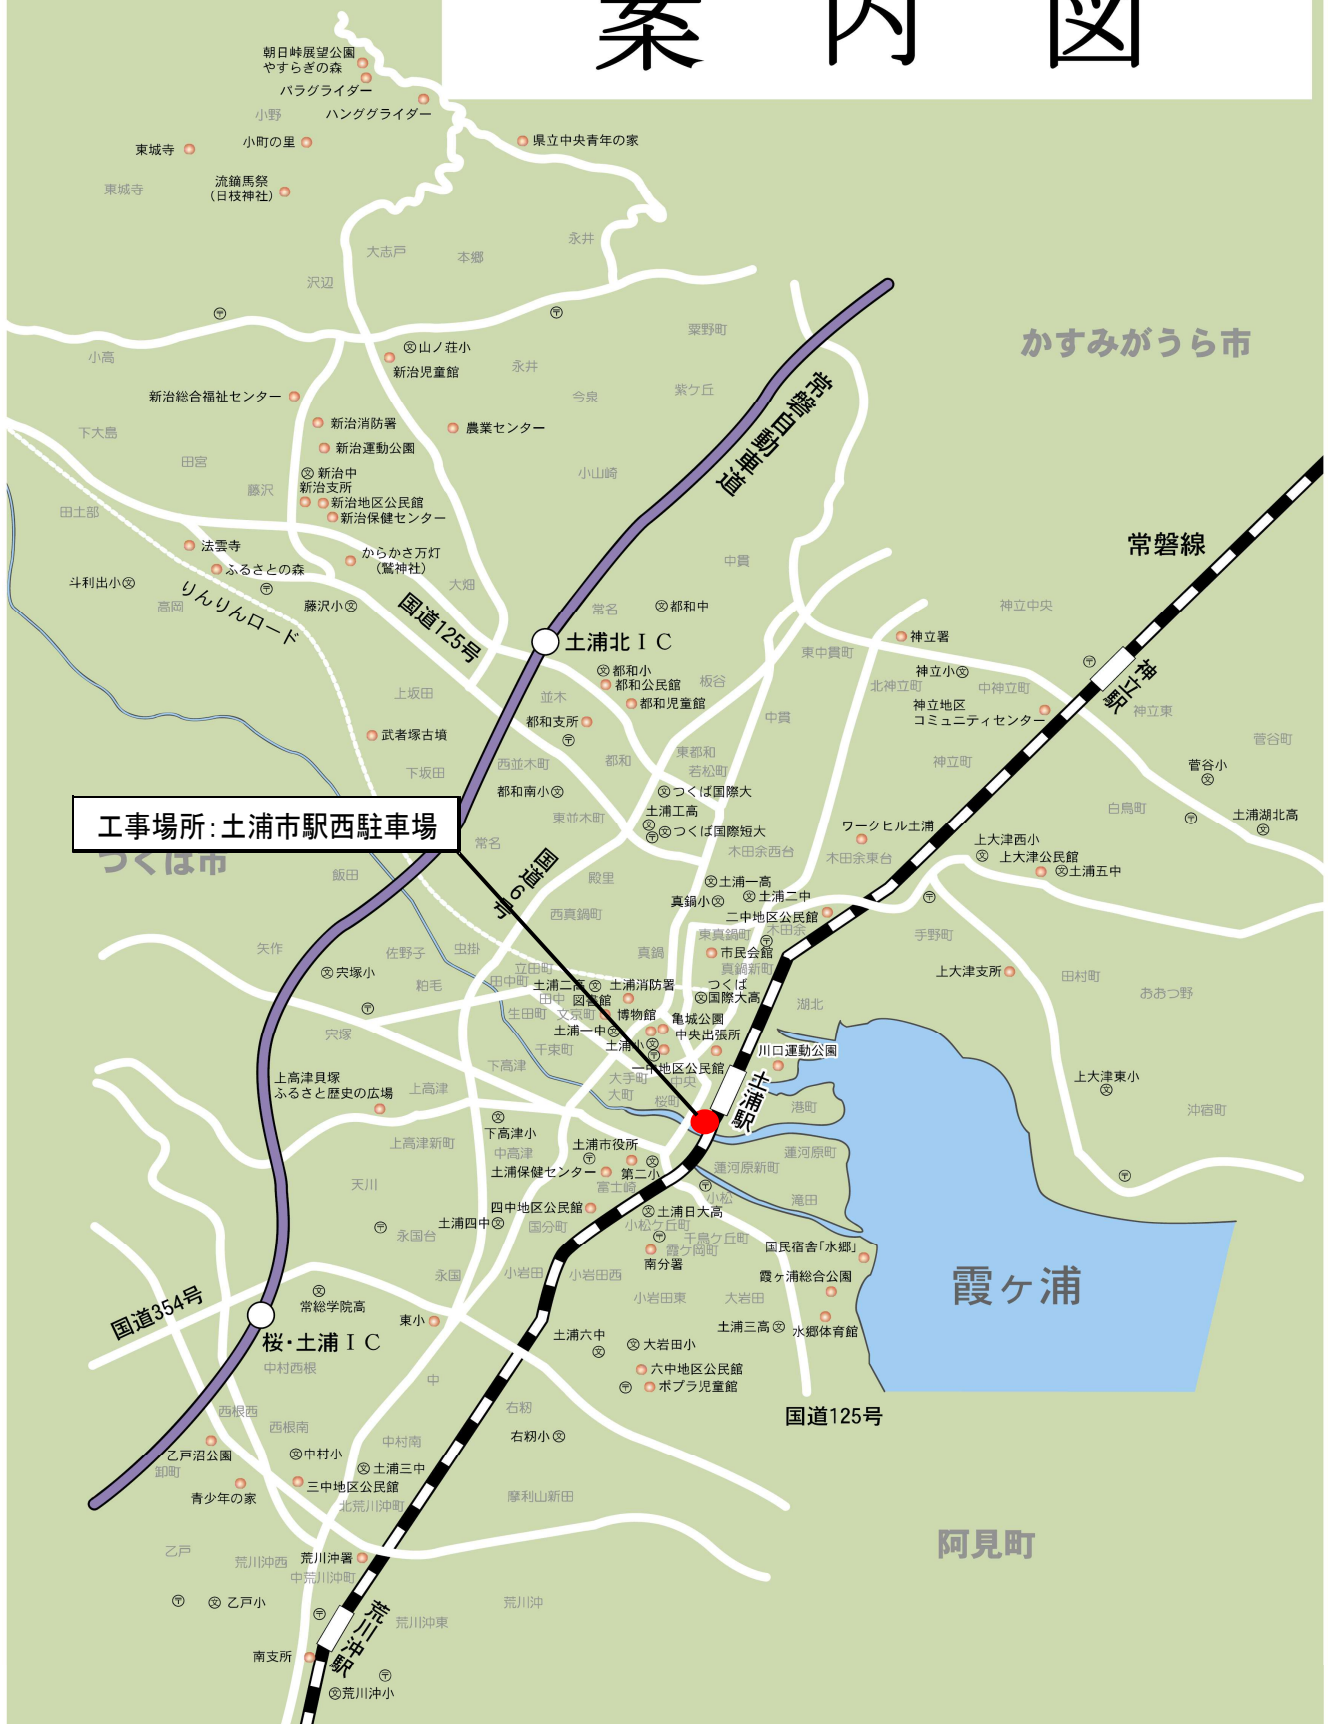 案内図
朝日峠展望公園
やすらぎの森
パラグライダー
ハンググライダー
小野
小町の里
東城寺
県立中央青年の家
流鏑馬祭
（日枝神社）
東城寺
大志戸
本郷
永井
沢辺
粟野町
かすみがうら市
小高
山ノ荘小
新治児童館
永井
今泉
紫ケ丘
常磐自動車道
新治総合福祉センター
新治消防署
農業センター
下大島
新治運動公園
田宮
新治中
小山崎
新治支所
藤沢
新治地区公民館
新治保健センター
田土部
常磐線
法雲寺
からかさ万灯
（鷲神社）
中貫
ふるさとの森
斗利出小
大畑
りんりんロード
高岡
藤沢小
国道125号
常名
都和中
神立中央
土浦北ＩＣ
神立署
東中貫町
都和小
都和公民館
板谷
神立小
神立駅
上坂田
並木
都和児童館
北神立町
中神立町
都和支所
中貫
神立地区
コミュニティセンター
神立東
武者塚古墳
菅谷町
西並木町
都和
東都和
若松町
神立町
菅谷小
下坂田
都和南小
つくば国際大
白鳥町
土浦工高
土浦湖北高
工事場所：土浦市駅西駐車場
東並木町
つくば国際短大
ワークヒル土浦
つくば市
常名
国道６号
木田余西台
木田余東台
上大津西小
上大津公民館
土浦五中
飯田
殿里
土浦一高
土浦二中
真鍋小
西真鍋町
二中地区公民館
東真鍋町
木田余
手野町
矢作
佐野子
虫掛
真鍋
市民会館
穴塚小
立田町
真鍋新町
上大津支所
田村町
粕毛
田中町
土浦二高
土浦消防署
つくば
国際大高
おおつ野
田中
図書館
湖北
生田町
文京町
博物館
亀城公園
穴塚
土浦一中
中央出張所
千束町
土浦小
川口運動公園
下高津
一中地区公民館
上高津貝塚
ふるさと歴史の広場
大手町
中央
土浦駅
上大津東小
上高津
大町
桜町
港町
沖宿町
下高津小
上高津新町
中高津
土浦市役所
蓮河原町
土浦保健センター
第二小
蓮河原新町
天川
富士崎
小松
滝田
四中地区公民館
土浦四中
国分町
土浦日大高
小松ケ丘町
永国台
千鳥ケ丘町
霞ケ岡町
国民宿舎「水郷」
南分署
永国
小岩田
小岩田西
霞ヶ浦総合公園
霞ヶ浦
国道354号
常総学院高
小岩田東
大岩田
東小
土浦三高
水郷体育館
桜・土浦ＩＣ
土浦六中
大岩田小
中村西根
六中地区公民館
中
ポプラ児童館
西根西
右籾
国道125号
西根南
中村南
右籾小
乙戸沼公園
中村小
卸町
土浦三中
三中地区公民館
青少年の家
北荒川沖町
摩利山新田
阿見町
乙戸
荒川沖西
荒川沖署
中荒川沖町
乙戸小
荒川沖
荒川沖駅
荒川沖東
南支所
荒川沖小